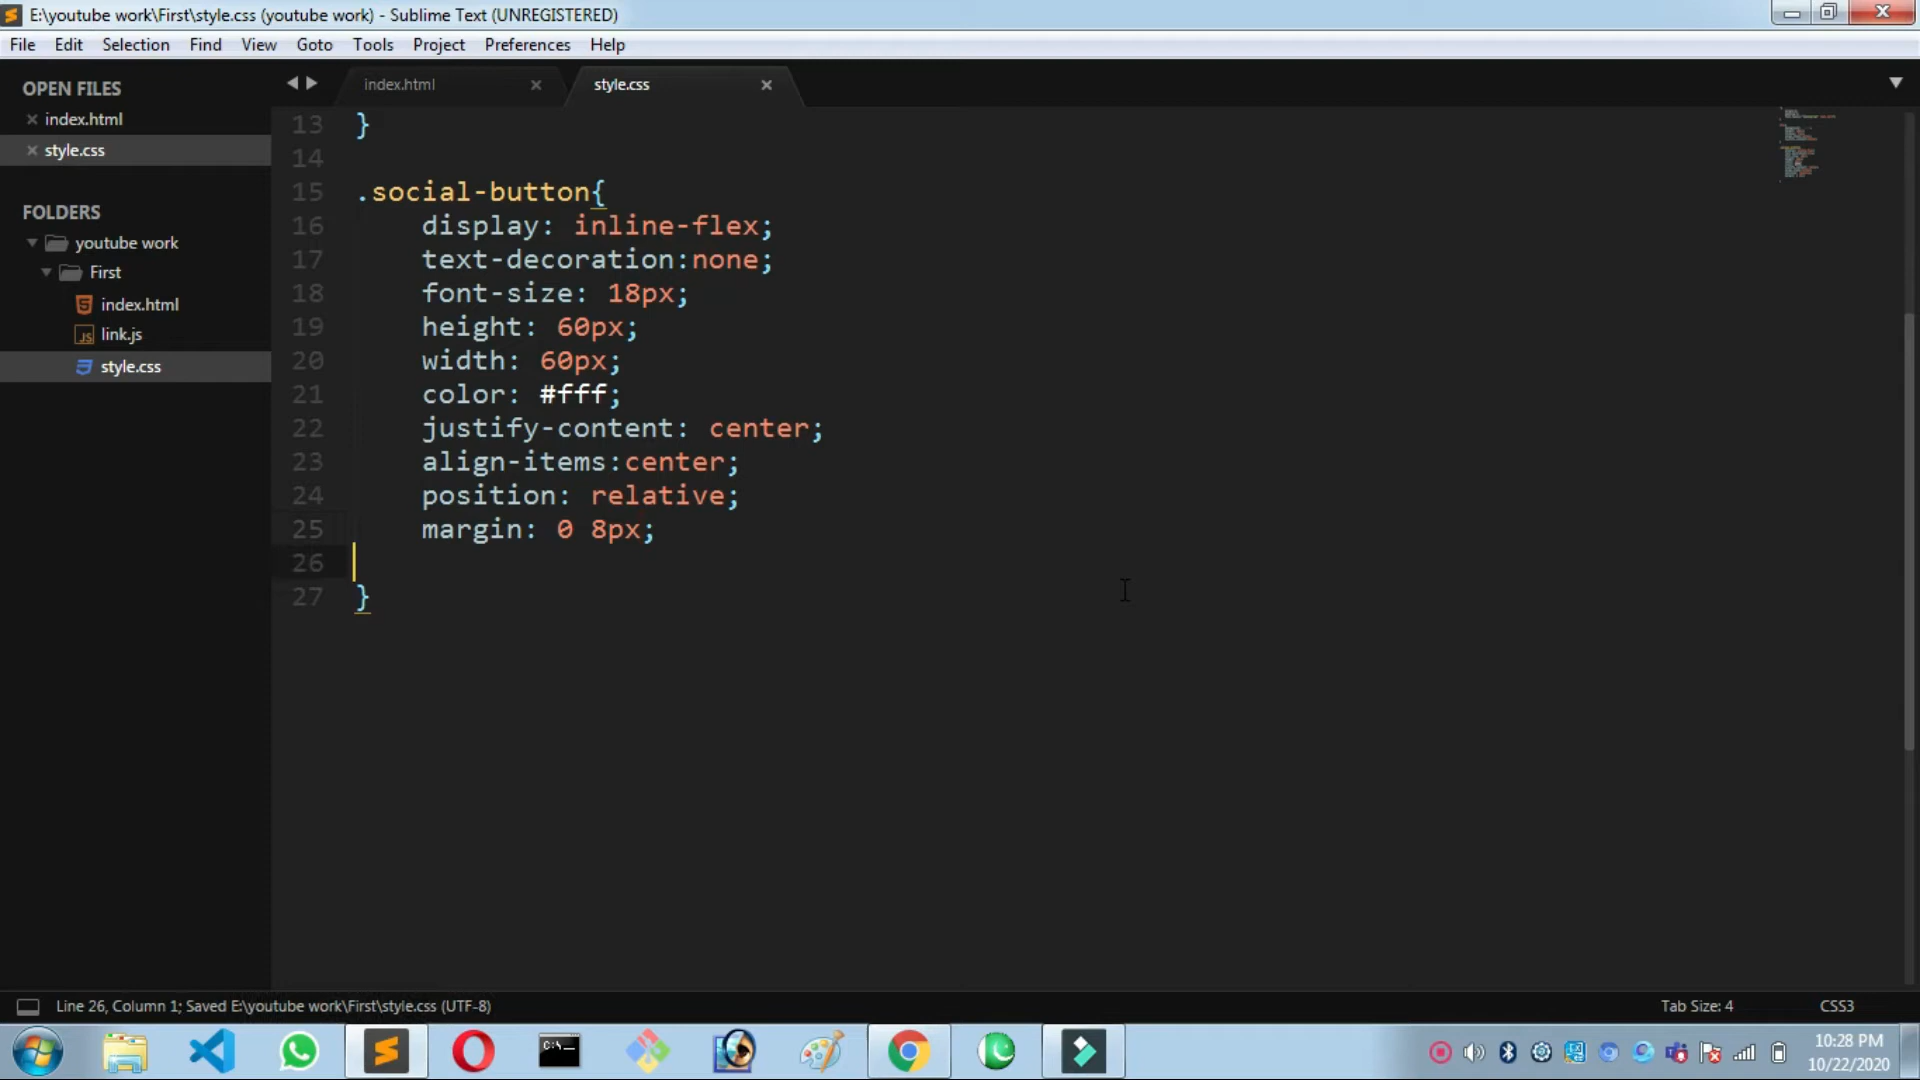 E:\youtube work\First\style.css (youtube work) - Sublime Text (UNREGISTERED)
File Edit Selection Find View Goto Tools Project Preferences Help
OPEN FILES
index.html
style.css
FOLDERS
youtube work
First
index.html
link.js
style.css
index.html
style.css
13 }
14
15 .social-button{
16 display: inline-flex;
17 text-decoration:none;
18 font-size: 18px;
19 height: 60px;
20 width: 60px;
21 color: #fff;
22 justify-content: center;
23 align-items:center;
24 position: relative;
25 margin: 0 8px;
26
27 }
Line 26, Column 1; Saved E:\youtube work\First\style.css (UTF-8)
Tab Size: 4
CSS3
10:28 PM
10/22/2020